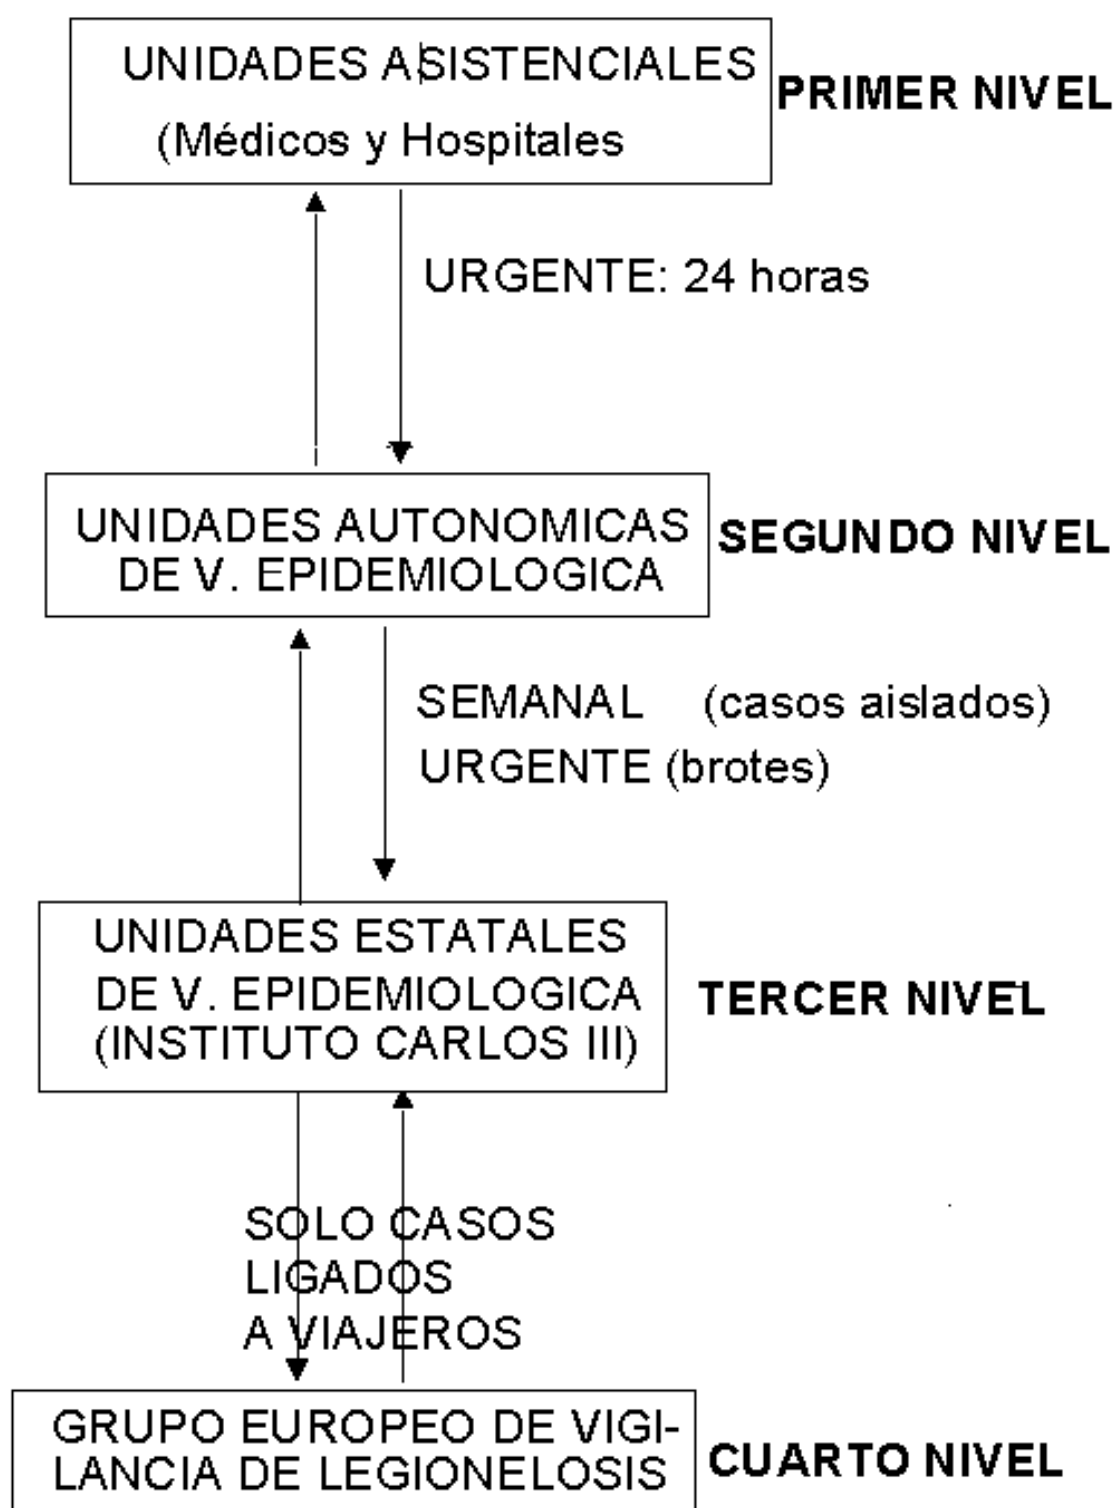 UNIDADES ASISTENCIALES
(Médicos y Hospitales
PRIMER NIVEL
URGENTE: 24 horas
UNIDADES AUTONOMICAS
DE V. EPIDEMIOLOGICA
SEGUNDO NIVEL
SEMANAL (casos aislados)
URGENTE (brotes)
UNIDADES ESTATALES
DE V. EPIDEMIOLOGICA
(INSTITUTO CARLOS III)
TERCER NIVEL
SOLO CASOS
LIGADOS
A VIAJEROS
GRUPO EUROPEO DE VIGI-
LANCIA DE LEGIONELOSIS
CUARTO NIVEL